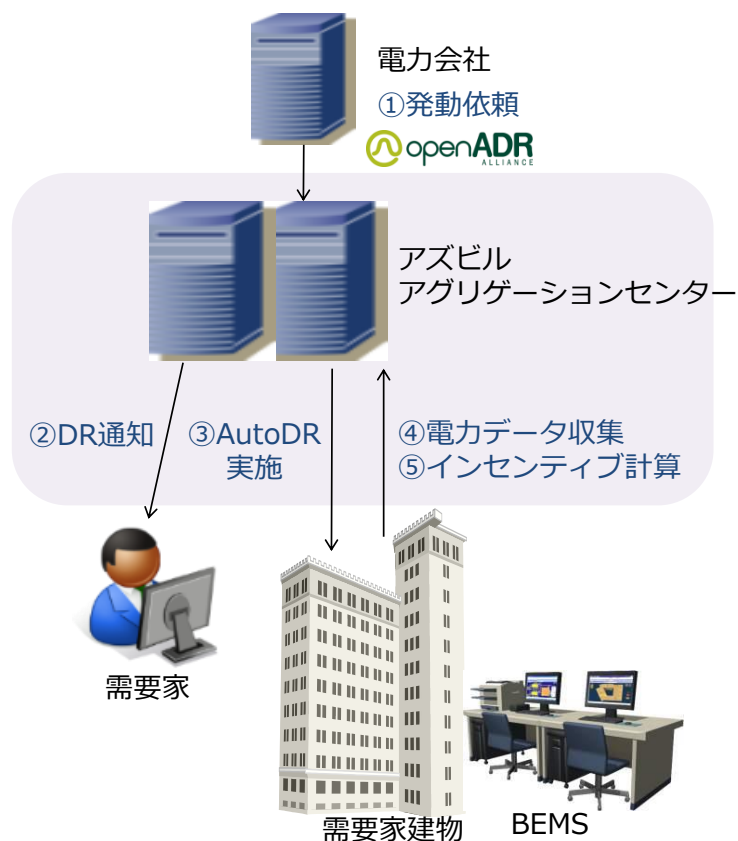 電力会社
①発動依頼
openADR
ALLIANCE
アズビル
アグリゲーションセンター
②DR通知
③AutoDR
実施
④電力データ収集
⑤インセンティブ計算
需要家
需要家建物
BEMS